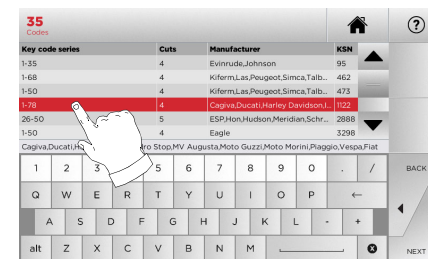 35
Codes
?
Key code series Cuts Manufacturer KSN
1-35 4 Evinrude,Johnson 95
1-68 4 Kiferm,Las,Peugeot,Simca,Talb... 462
1-50 4 Kiferm,Las,Peugeot,Simca,Talb... 473
1-78 4 Cagiva,Ducati,Harley Davidson,I... 1122
26-50 5 ESP,Hon,Hudson,Meridian,Schr... 2888
1-50 4 Eagle 3298
Cagiva,Ducati,H Stop,MV Augusta,Moto Guzzi,Moto Morini,Piaggio,Vespa,Fiat
1 2 3 5 6 7 8 9 0 . / BACK
Q W E R T Y U I O P ←
A S D F G H J K L - +
alt Z X C V B N M NEXT